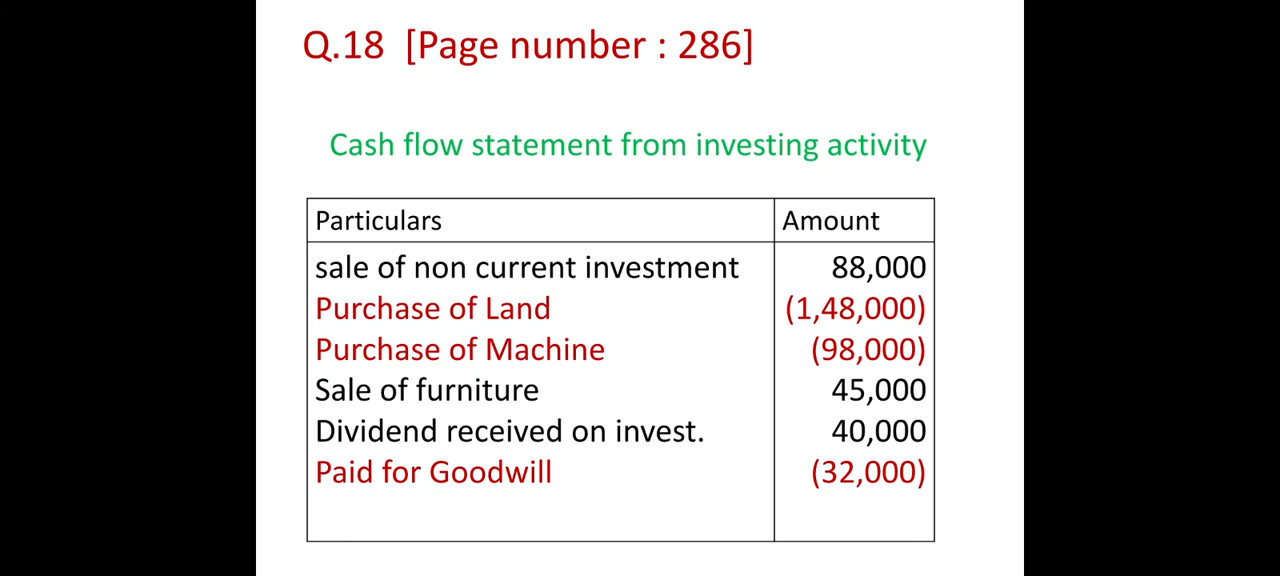 Q.18 [Page number : 286]
Cash flow statement from investing activity
Particulars Amount
sale of non current investment 88,000
Purchase of Land (1,48,000)
Purchase of Machine (98,000)
Sale of furniture 45,000
Dividend received on invest. 40,000
Paid for Goodwill (32,000)